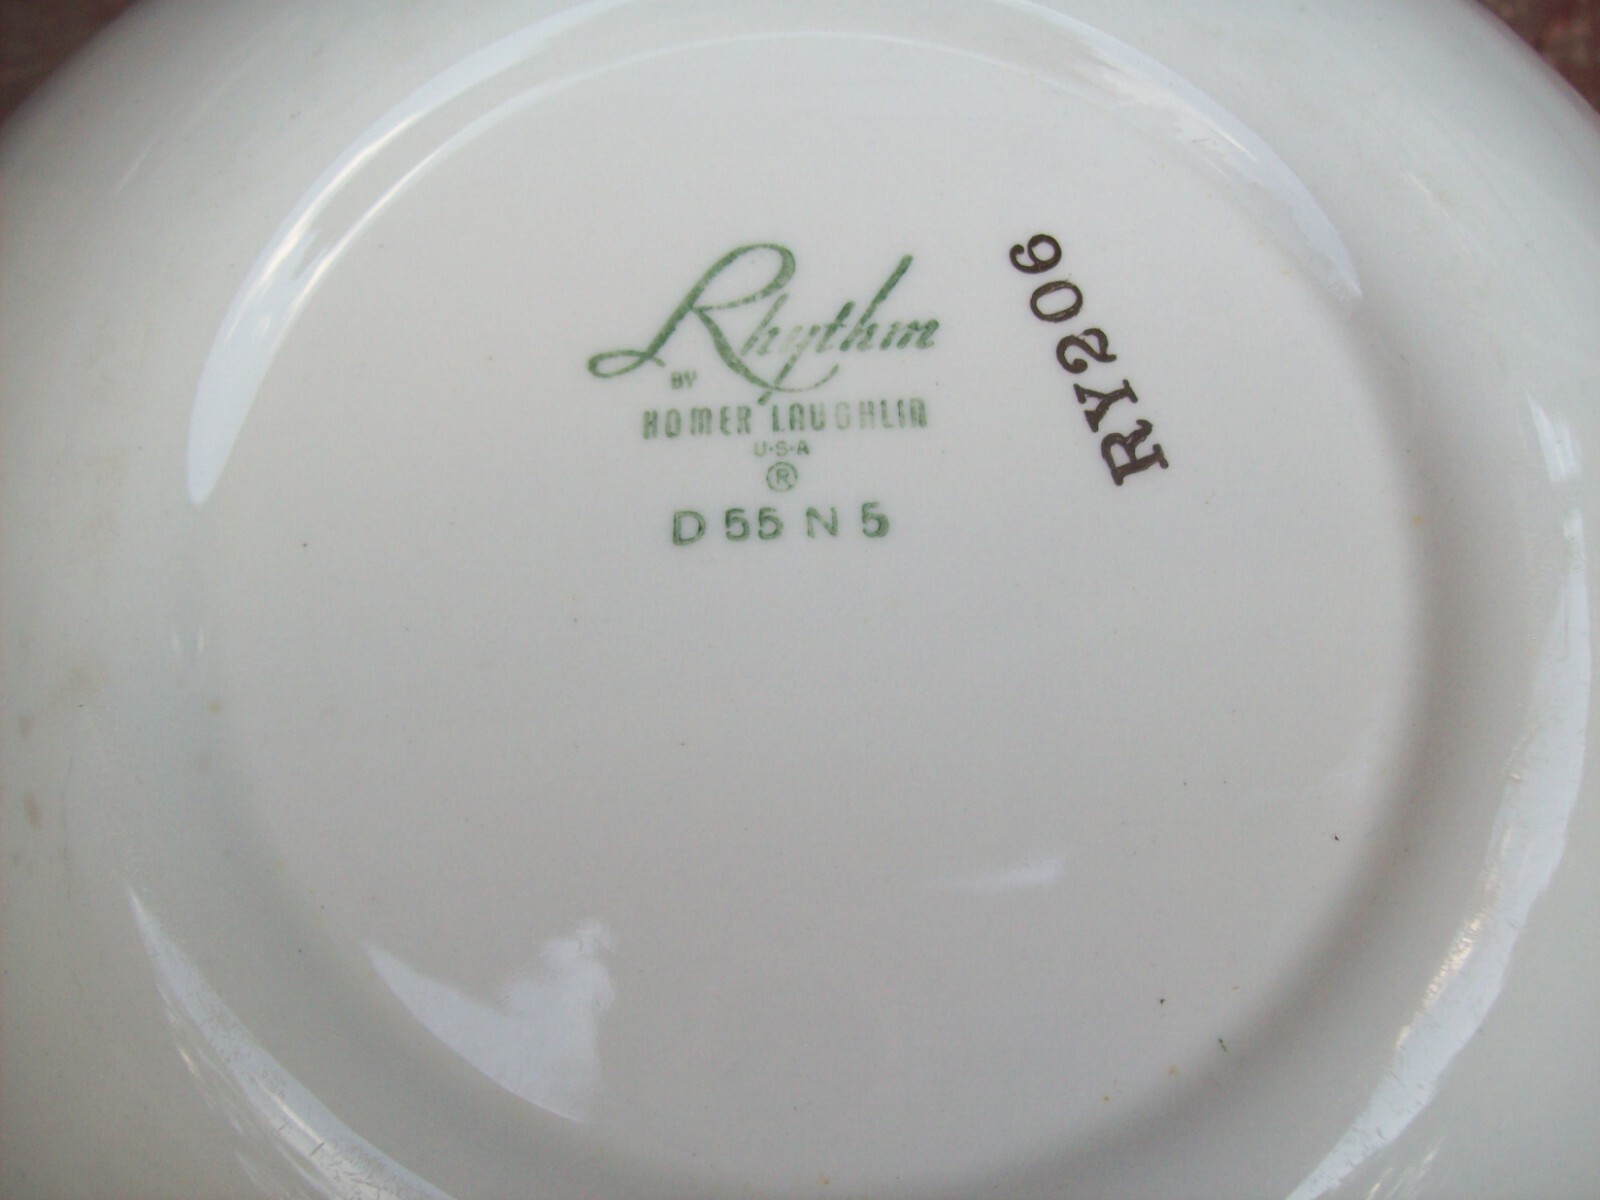 Rhythm
BY
HOMER LAUGHLIN
U·S·A
®
D 55 N 5
RY206